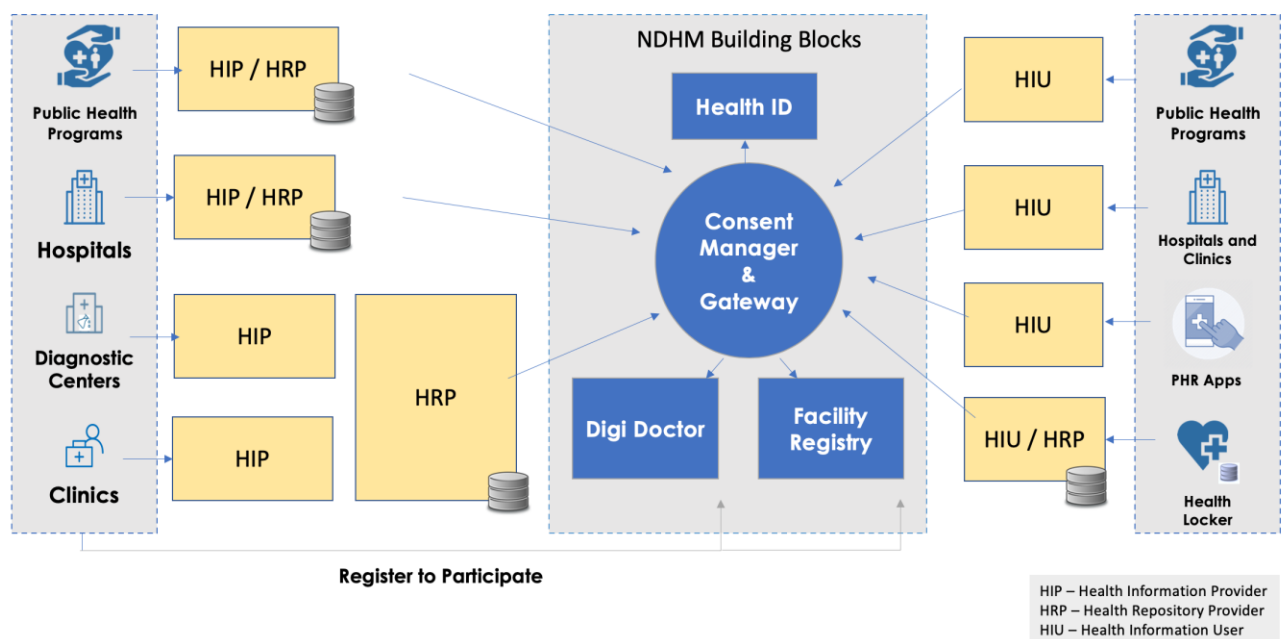 NDHM Building Blocks
Public Health
Programs
HIP / HRP
Hospitals
HIP / HRP
Diagnostic
Centers
HIP
Clinics
HIP
HRP
Health ID
Consent
Manager
&
Gateway
Digi Doctor
Facility
Registry
HIU
Public Health
Programs
HIU
Hospitals and
Clinics
HIU
PHR Apps
HIU / HRP
Health
Locker
Register to Participate
HIP – Health Information Provider
HRP – Health Repository Provider
HIU – Health Information User